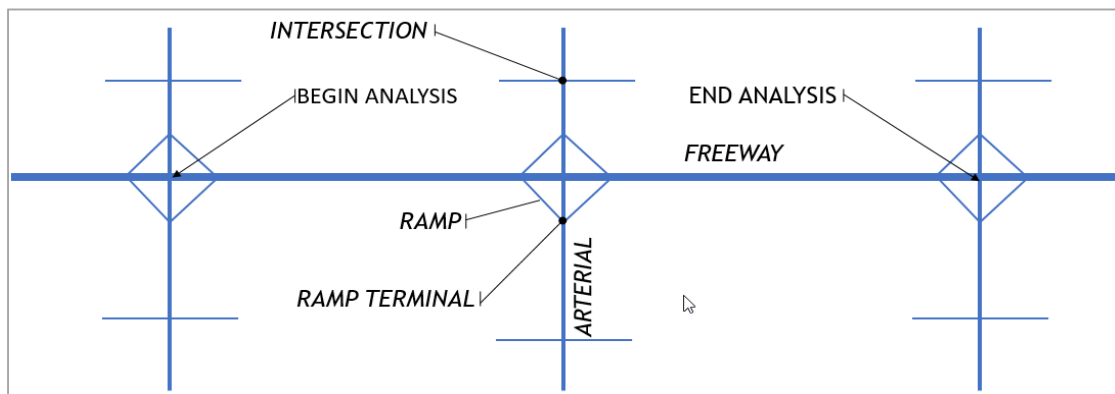 INTERSECTION
BEGIN ANALYSIS
END ANALYSIS
FREEWAY
RAMP
RAMP TERMINAL
ARTERIAL